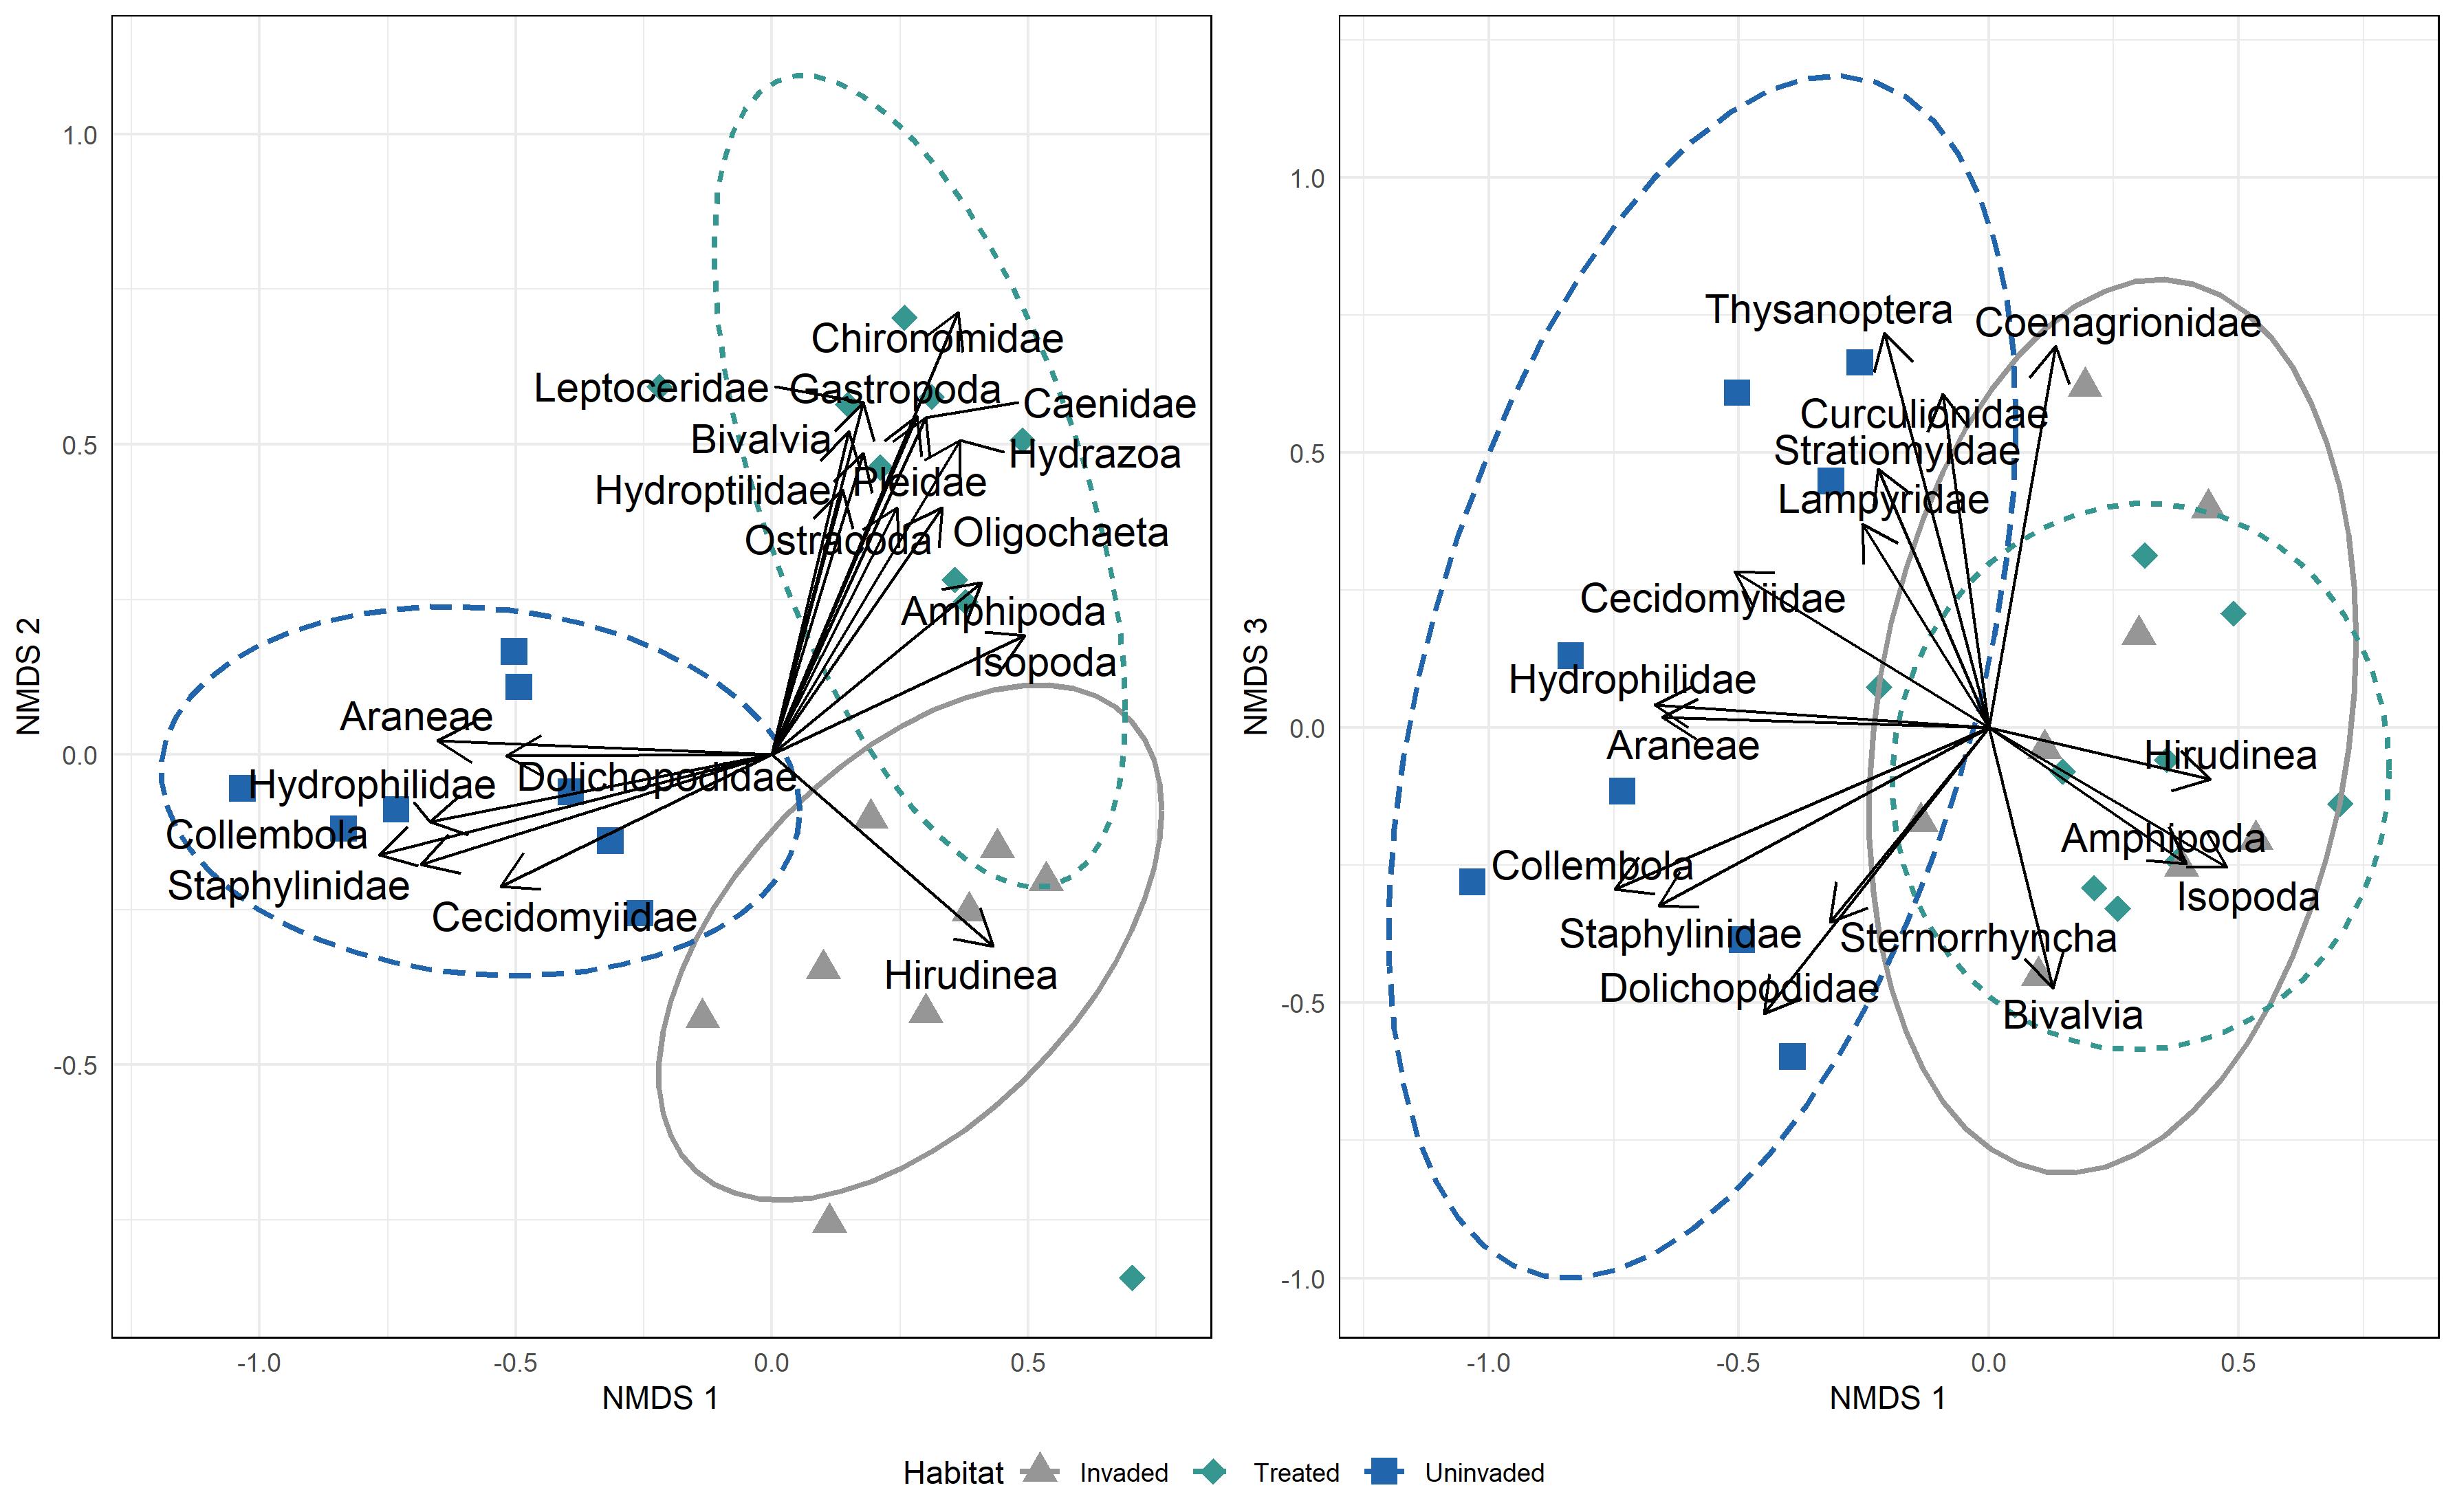 NMDS 2
1.0
0.5
0.0
-0.5
Chironomidae
Leptoceridae
Gastropoda
Caenidae
Bivalvia
Hydrazoa
Hydroptilidae
Pleidae
Ostracoda
Oligochaeta
Amphipoda
Isopoda
Araneae
Hydrophilidae
Dolichopodidae
Collembola
Staphylinidae
Cecidomyiidae
Hirudinea
-1.0
-0.5
0.0
0.5
NMDS 1
NMDS 3
1.0
0.5
0.0
-0.5
-1.0
Thysanoptera
Coenagrionidae
Curculionidae
Stratiomyidae
Lampyridae
Cecidomyiidae
Hydrophilidae
Araneae
Hirudinea
Amphipoda
Collembola
Isopoda
Staphylinidae
Sternorrhyncha
Dolichopodidae
Bivalvia
-1.0
-0.5
0.0
0.5
NMDS 1
Habitat Invaded Treated Uninvaded